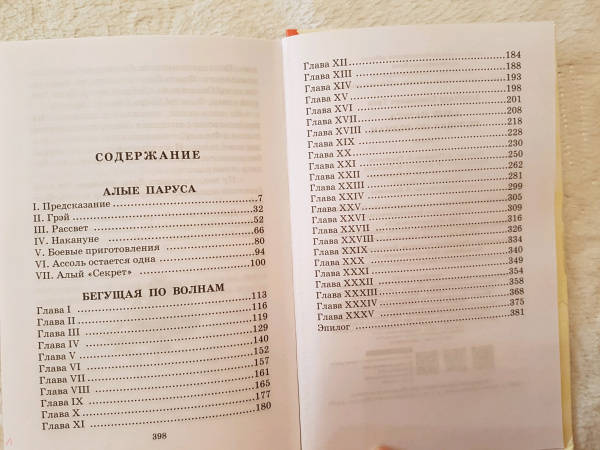 СОДЕРЖАНИЕ
АЛЫЕ ПАРУСА
I. Предсказание 7
II. Грэй 32
III. Рассвет 52
IV. Накануне 66
V. Боевые приготовления 80
VI. Ассоль остается одна 94
VII. Алый «Секрет» 100
БЕГУЩАЯ ПО ВОЛНАМ
Глава I 113
Глава II 116
Глава III 119
Глава IV 129
Глава V 140
Глава VI 152
Глава VII 157
Глава VIII 161
Глава IX 165
Глава X 177
Глава XI 180
398
Глава XII 184
Глава XIII 188
Глава XIV 193
Глава XV 198
Глава XVI 201
Глава XVII 208
Глава XVIII 218
Глава XIX 228
Глава XX 230
Глава XXI 250
Глава XXII 262
Глава XXIII 281
Глава XXIV 299
Глава XXV 305
Глава XXVI 309
Глава XXVII 316
Глава XXVIII 326
Глава XXIX 334
Глава XXX 340
Глава XXXI 349
Глава XXXII 354
Глава XXXIII 358
Глава XXXIV 368
Глава XXXV 375
Эпилог 381